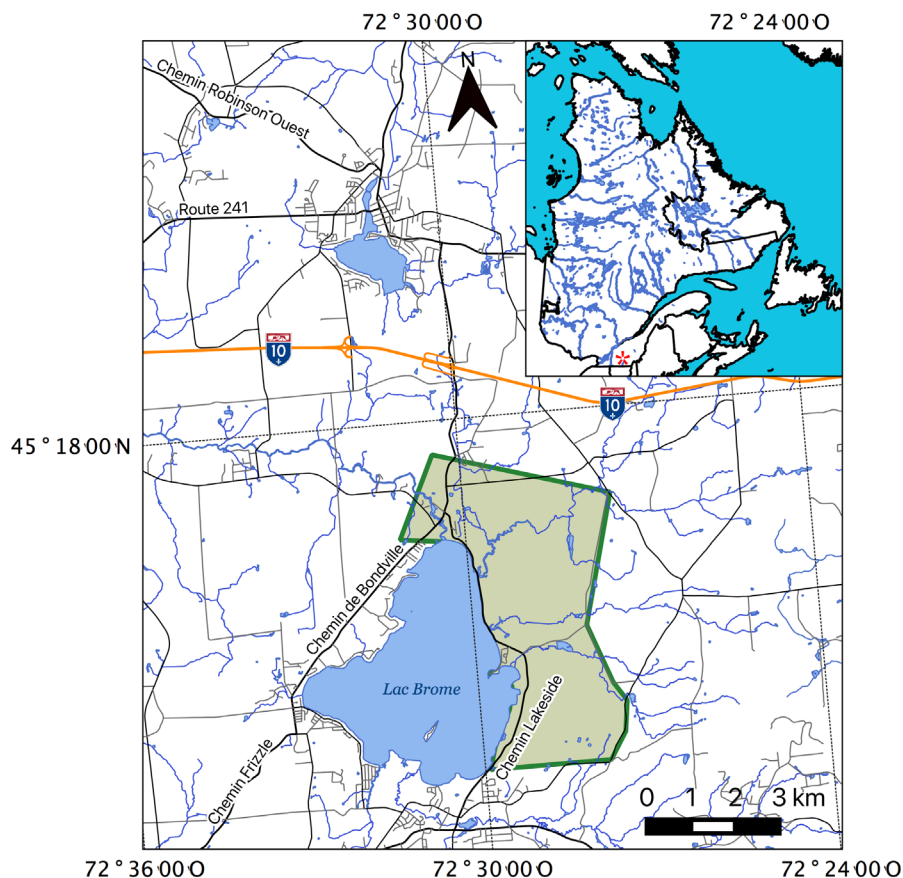 72°30'00''O 72°24'00''O
N
Chemin Robinson Ouest
Route 241
10
10
45°18'00''N
Chemin de Bondville
Lac Brome
Chemin Lakeside
Chemin Frizzle
0 1 2 3 km
72°36'00''O 72°30'00''O 72°24'00''O